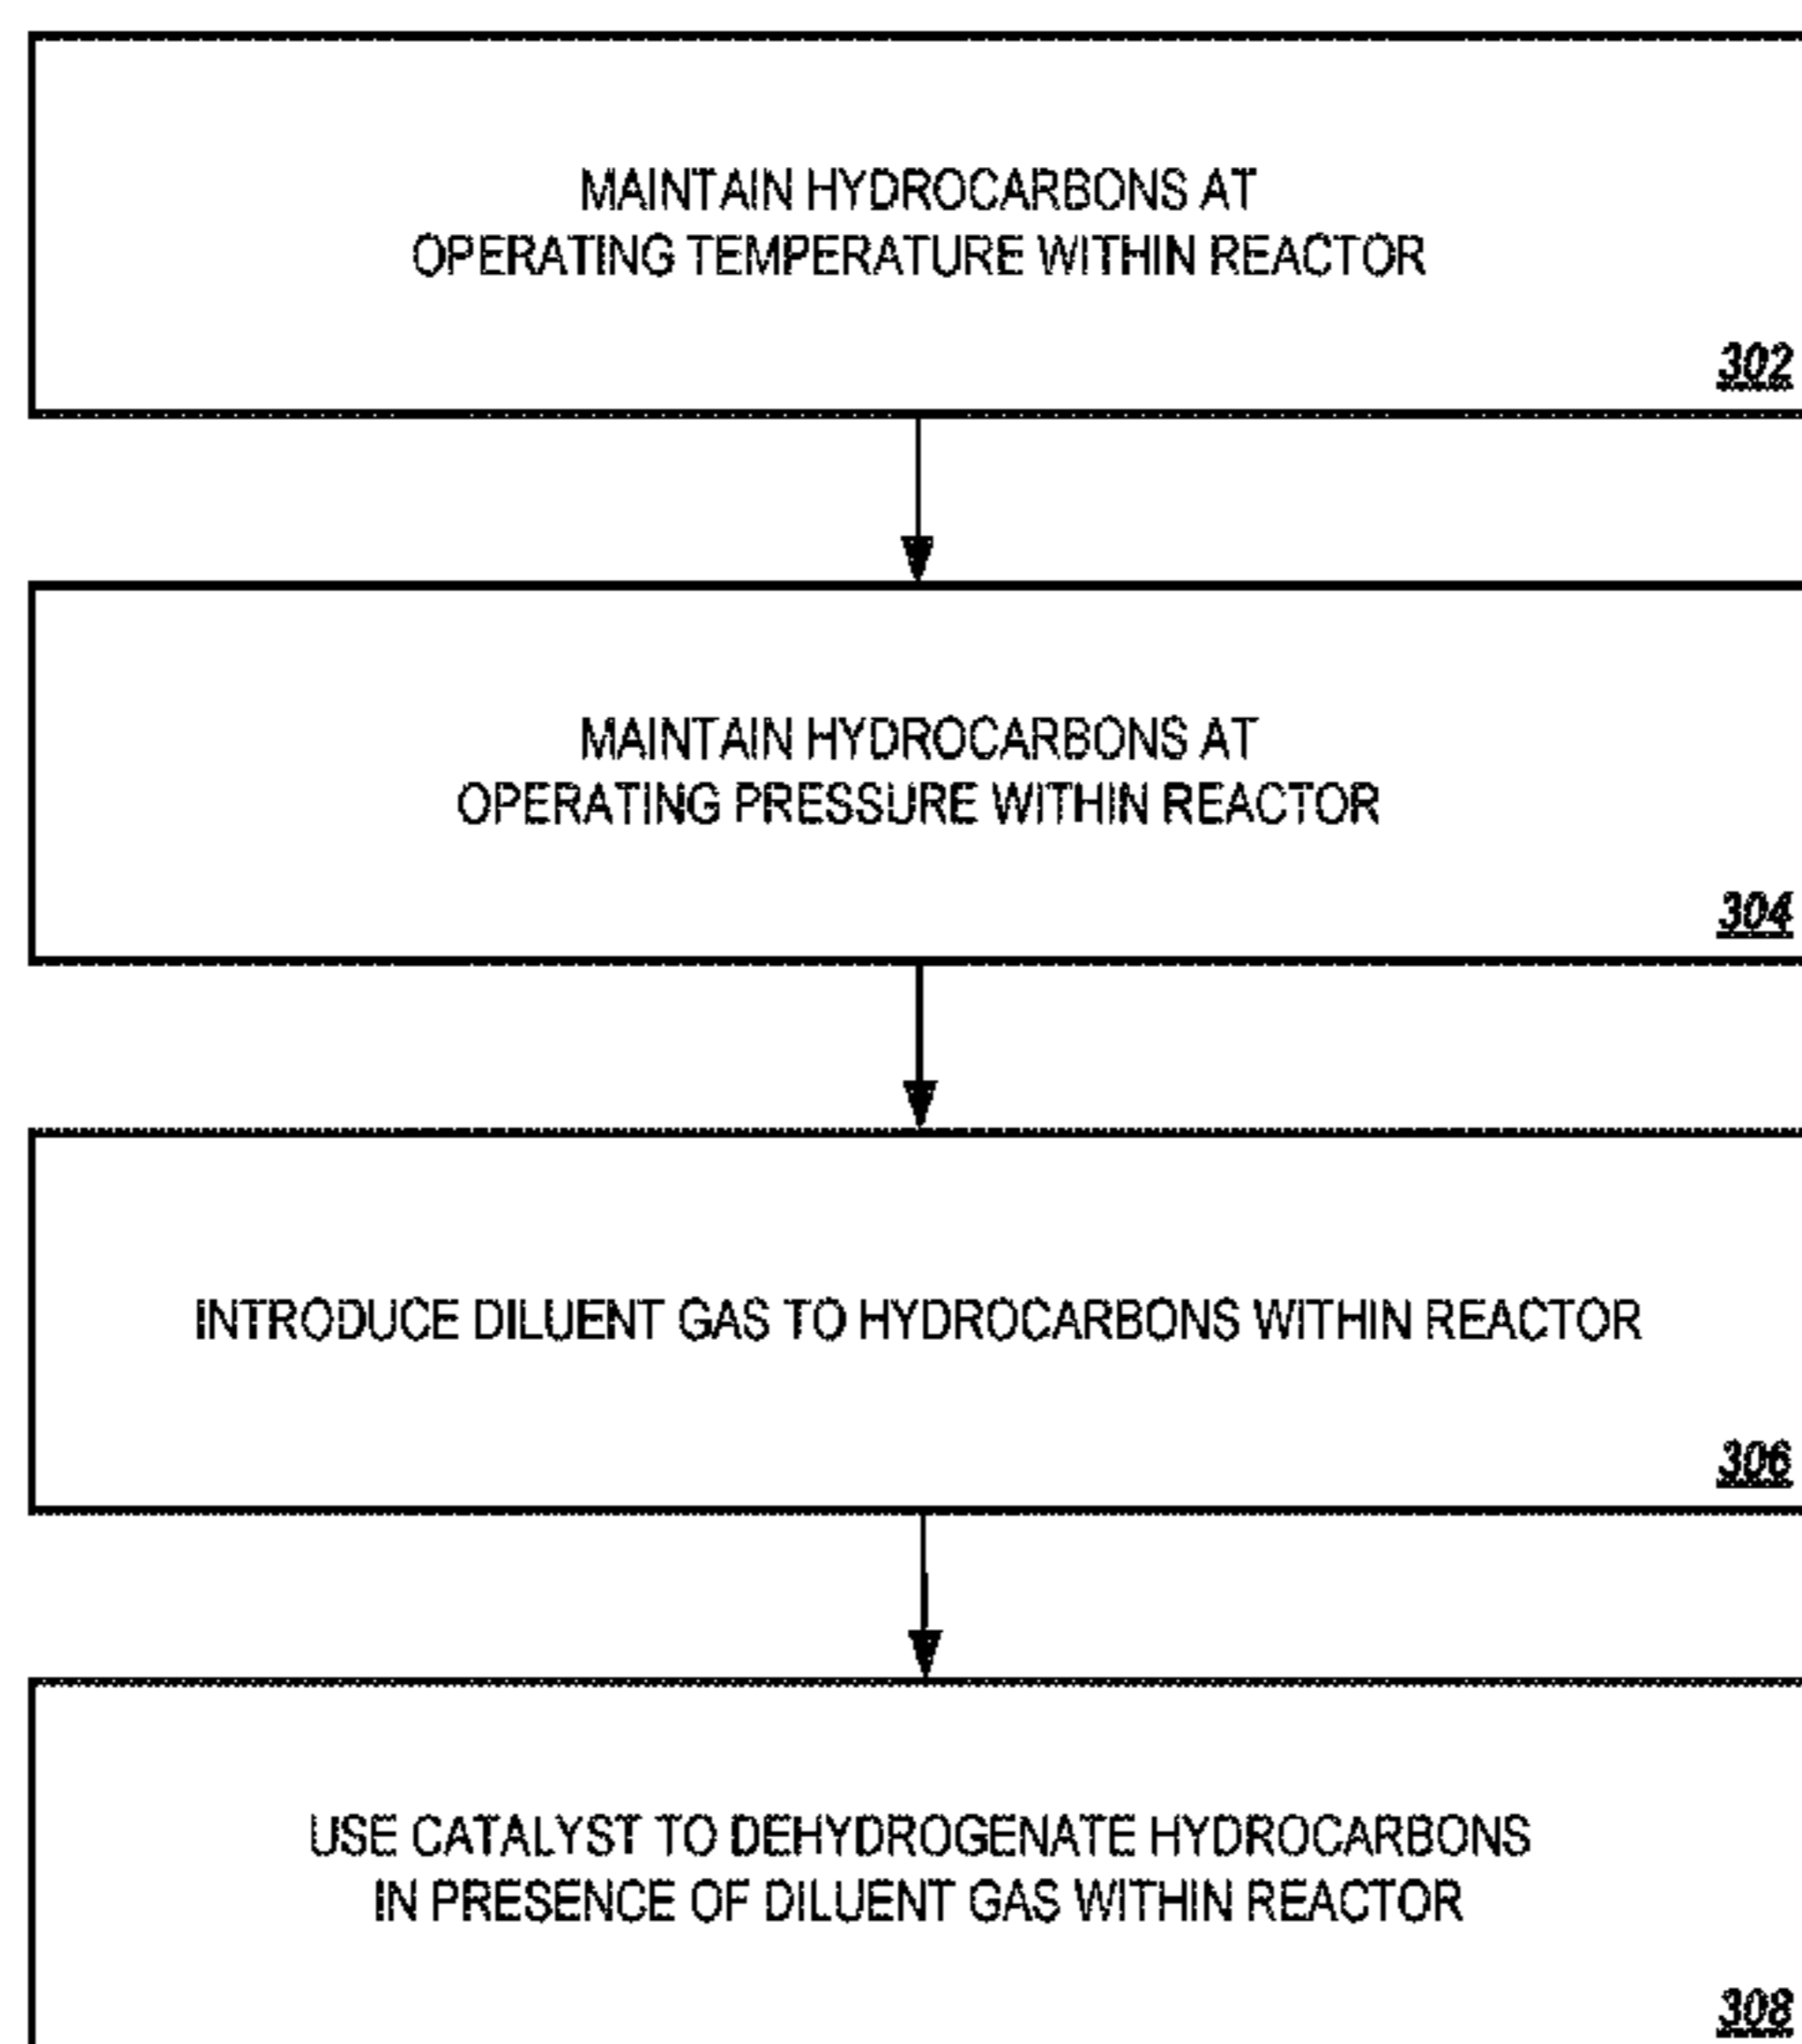 MAINTAIN HYDROCARBONS AT
OPERATING TEMPERATURE WITHIN REACTOR
302
MAINTAIN HYDROCARBONS AT
OPERATING PRESSURE WITHIN REACTOR
304
INTRODUCE DILUENT GAS TO HYDROCARBONS WITHIN REACTOR
306
USE CATALYST TO DEHYDROGENATE HYDROCARBONS
IN PRESENCE OF DILUENT GAS WITHIN REACTOR
308